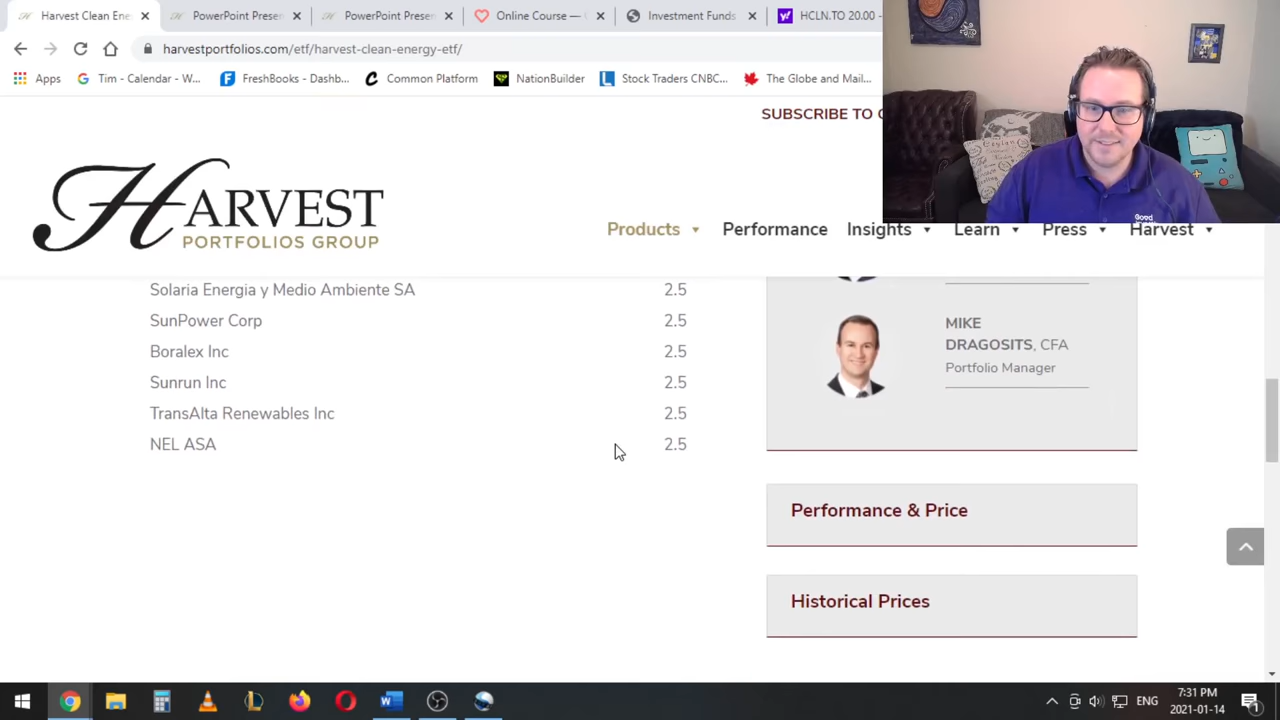 Harvest Clean Ene
PowerPoint Presen
PowerPoint Presen
Online Course —
Investment Funds
HCLN.TO 20.00
harvestportfolios.com/etf/harvest-clean-energy-etf/
Apps
Tim - Calendar - W...
FreshBooks - Dashb...
Common Platform
NationBuilder
Stock Traders CNBC...
The Globe and Mail...
SUBSCRIBE TO
HARVEST
PORTFOLIOS GROUP
Products
Performance
Insights
Learn
Press
Harvest
Good
Solaria Energia y Medio Ambiente SA 2.5
SunPower Corp 2.5
Boralex Inc 2.5
Sunrun Inc 2.5
TransAlta Renewables Inc 2.5
NEL ASA 2.5
MIKE
DRAGOSITS, CFA
Portfolio Manager
Performance & Price
Historical Prices
ENG
7:31 PM
2021-01-14